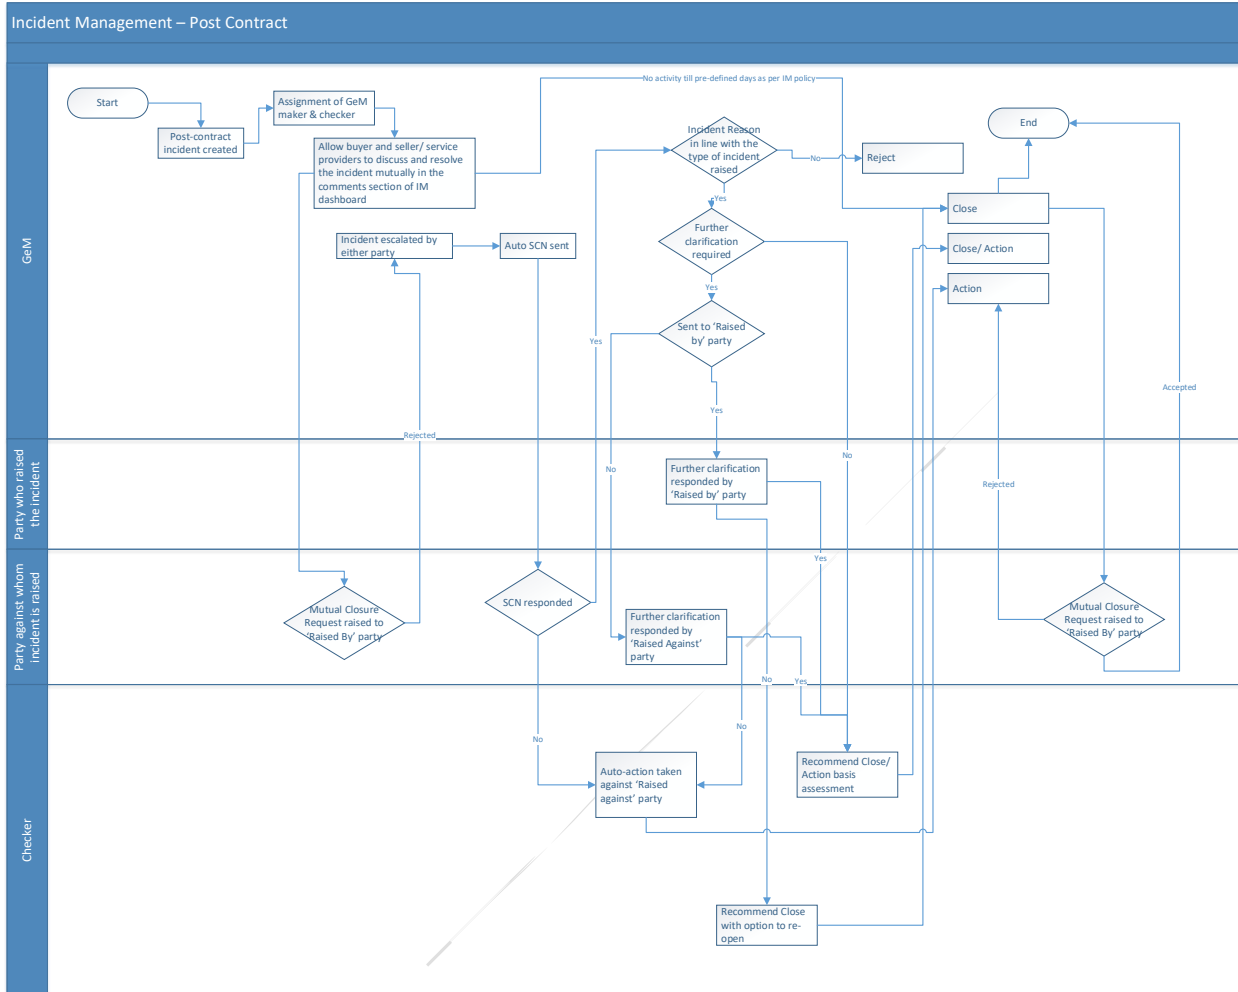 Incident Management – Post Contract
GeM
Start
Post-contract
incident created
Assignment of GeM
maker & checker
Allow buyer and seller/ service
providers to discuss and resolve
the incident mutually in the
comments section of IM
dashboard
No activity till pre-defined days as per IM policy
Incident Reason
in line with the
type of incident
raised
No
Reject
End
Yes
Close
Further
clarification
required
Close/ Action
Action
Incident escalated by
either party
Auto SCN sent
Yes
Sent to ‘Raised
by’ party
Yes
Yes
Accepted
Rejected
Party who raised
the incident
Further clarification
responded by
‘Raised by’ party
No
No
Rejected
Party against whom
incident is raised
Yes
Mutual Closure
Request raised to
‘Raised By’ party
SCN responded
Further clarification
responded by
‘Raised Against’
party
Mutual Closure
Request raised to
‘Raised By’ party
Checker
No
Yes
No
No
Auto-action taken
against ‘Raised
against’ party
Recommend Close/
Action basis
assessment
Recommend Close
with option to re-
open